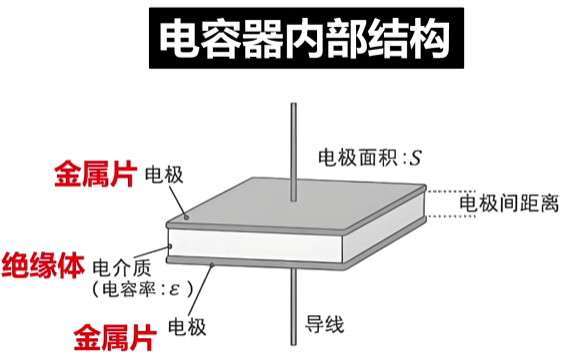 电容器内部结构
电极面积:S
金属片 电极
电极间距离
绝缘体 电介质
(电容率:ε)
金属片 电极
导线